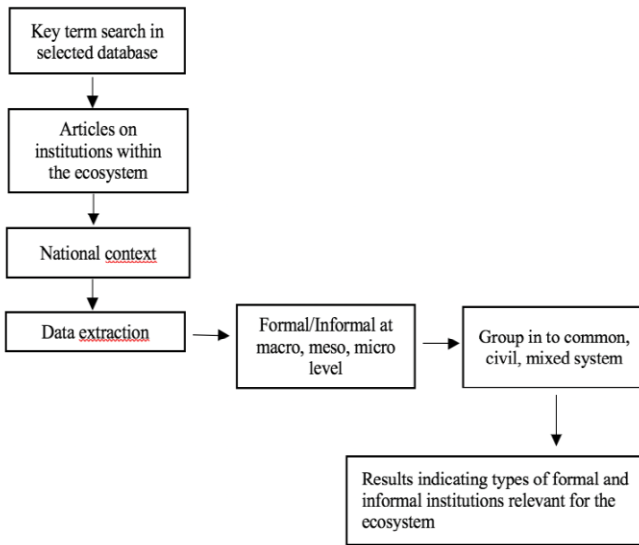 Key term search in
selected database
Articles on
institutions within
the ecosystem
National context
Data extraction
Formal/Informal at
macro, meso, micro
level
Group in to common,
civil, mixed system
Results indicating types of formal and
informal institutions relevant for the
ecosystem